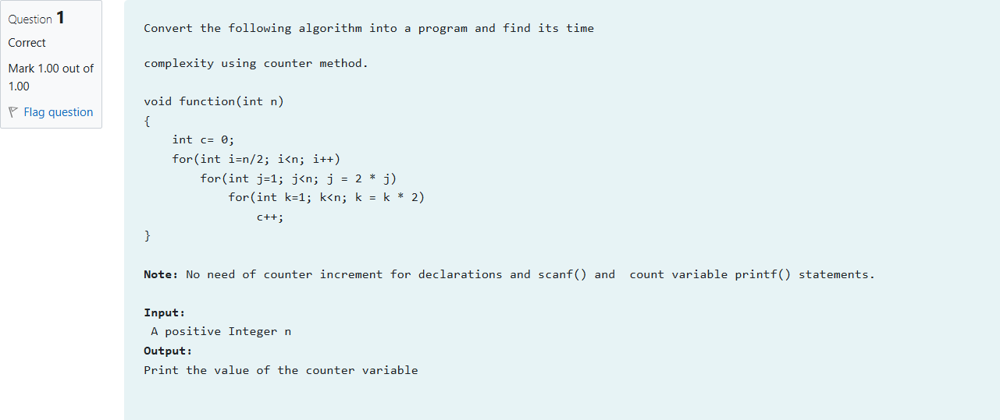 Question 1
Correct
Mark 1.00 out of
1.00
Flag question
Convert the following algorithm into a program and find its time
complexity using counter method.
void function(int n)
{
    int c= 0;
    for(int i=n/2; i<n; i++)
        for(int j=1; j<n; j = 2 * j)
            for(int k=1; k<n; k = k * 2)
                c++;
}
Note: No need of counter increment for declarations and scanf() and  count variable printf() statements.
Input:
 A positive Integer n
Output:
Print the value of the counter variable